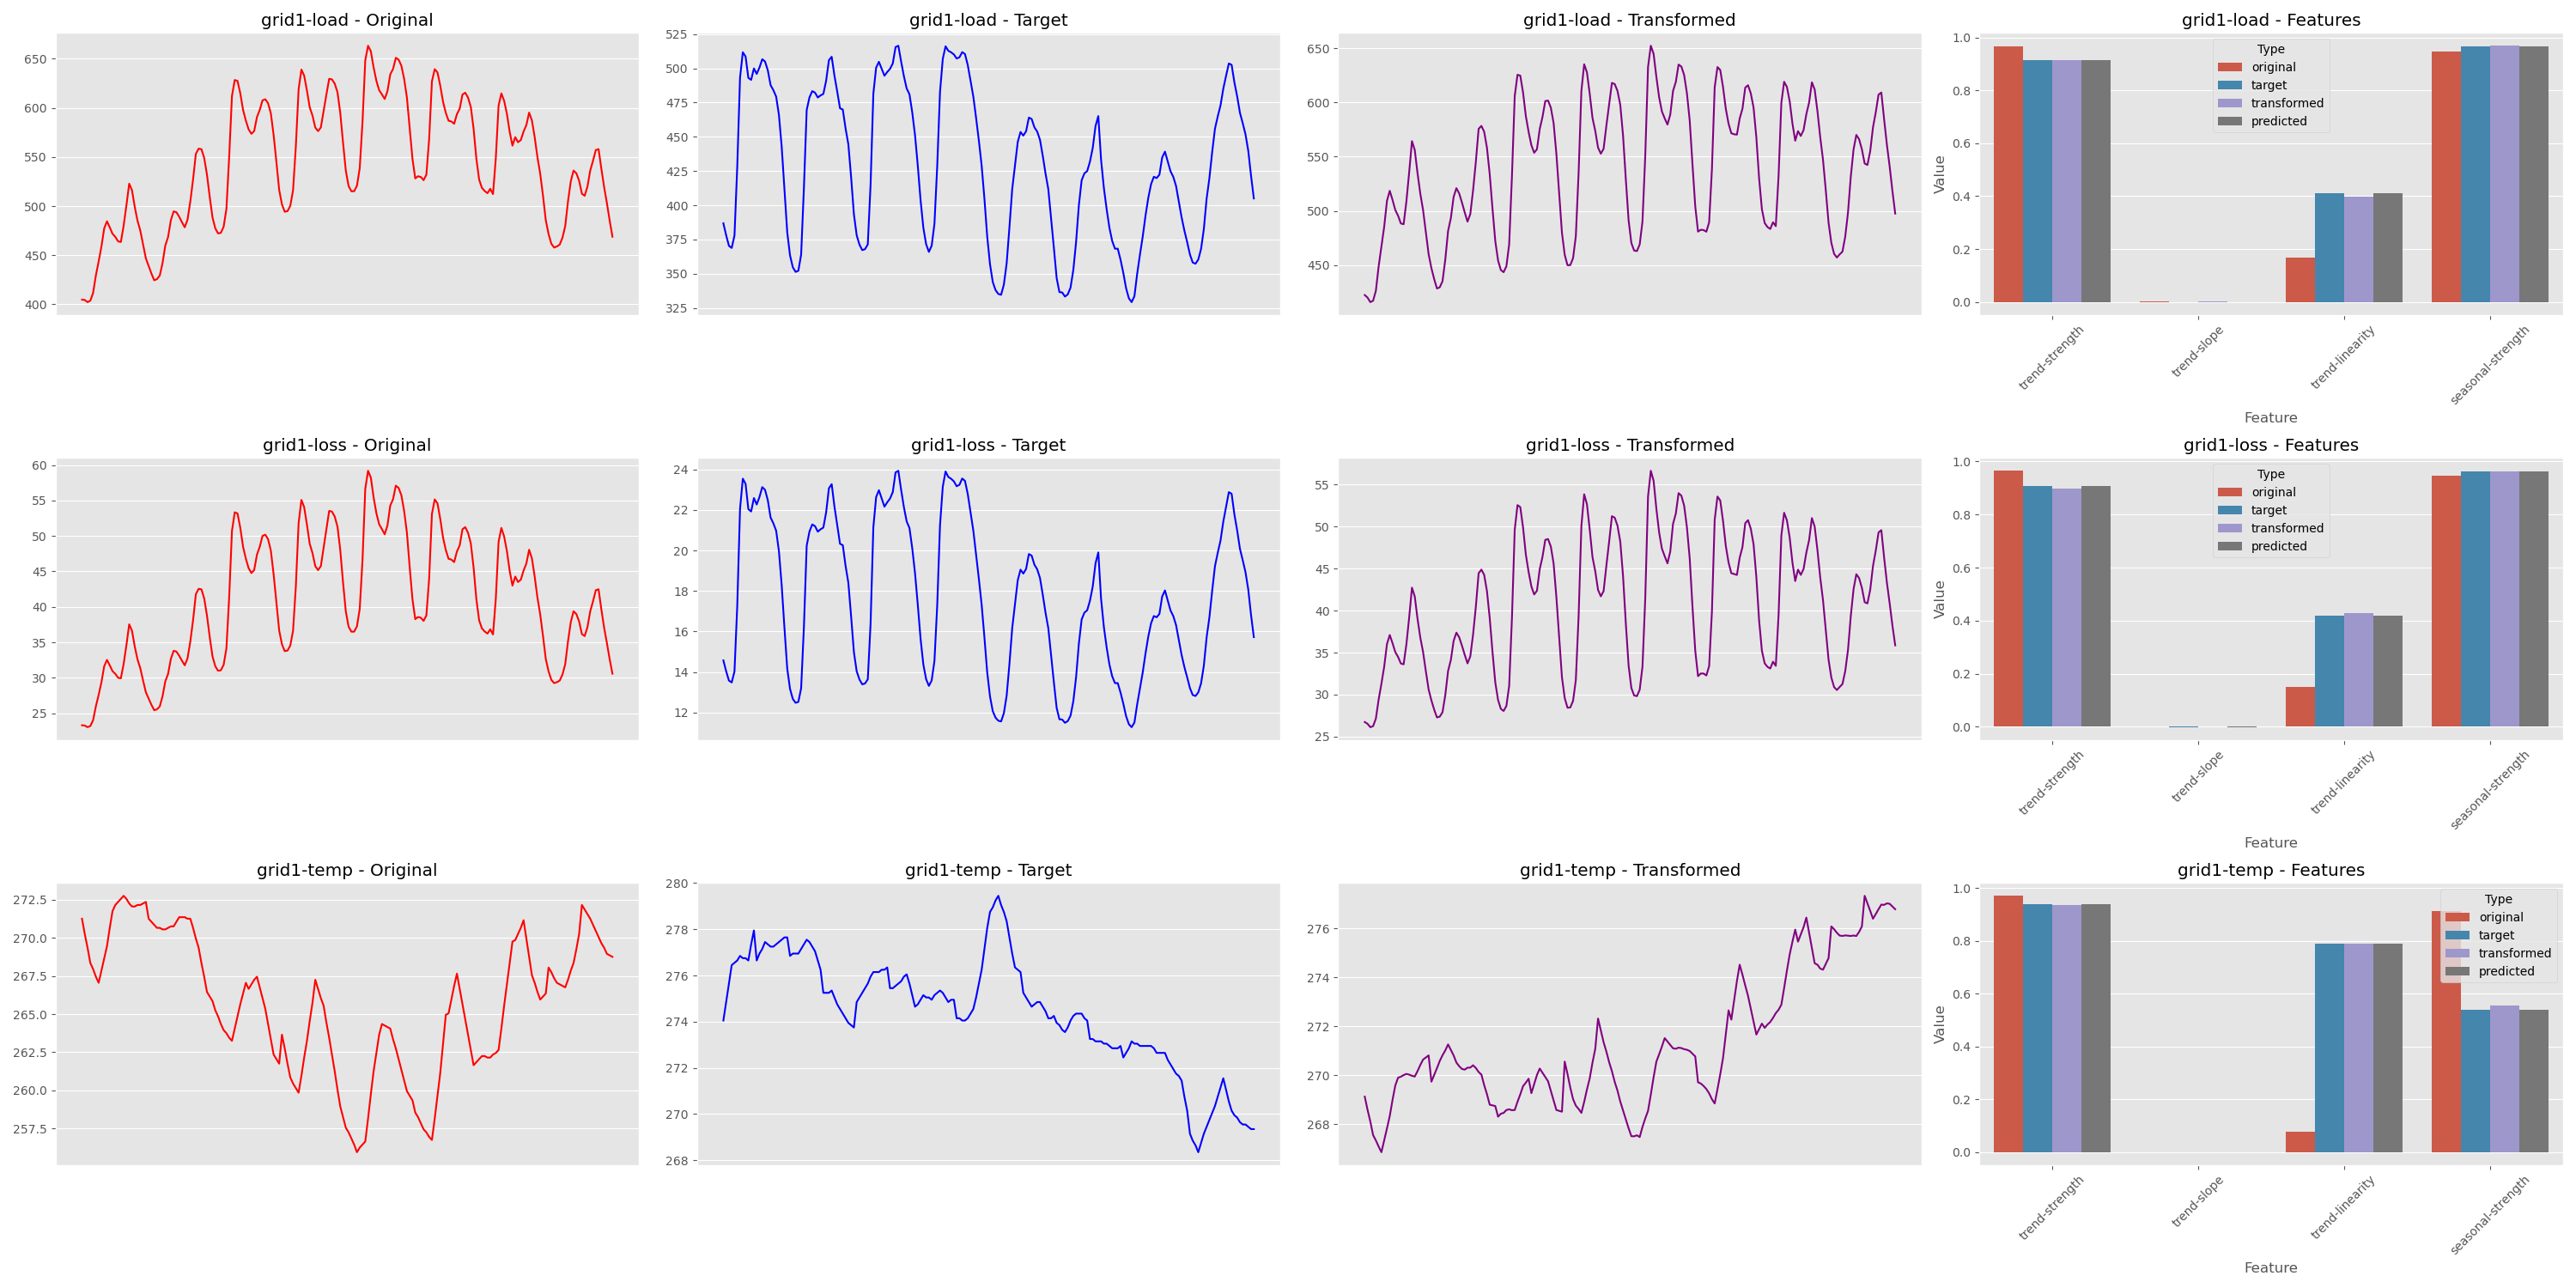 grid1-load - Original
650
600
550
500
450
400
grid1-load - Target
525
500
475
450
425
400
375
350
325
grid1-load - Transformed
650
600
550
500
450
grid1-load - Features
Value
1.0
0.8
0.6
0.4
0.2
0.0
Type
original
target
transformed
predicted
trend-strength
trend-slope
trend-linearity
seasonal-strength
Feature
grid1-loss - Original
60
55
50
45
40
35
30
25
grid1-loss - Target
24
22
20
18
16
14
12
grid1-loss - Transformed
55
50
45
40
35
30
25
grid1-loss - Features
Value
1.0
0.8
0.6
0.4
0.2
0.0
Type
original
target
transformed
predicted
trend-strength
trend-slope
trend-linearity
seasonal-strength
Feature
grid1-temp - Original
272.5
270.0
267.5
265.0
262.5
260.0
257.5
grid1-temp - Target
280
278
276
274
272
270
268
grid1-temp - Transformed
276
274
272
270
268
grid1-temp - Features
Value
1.0
0.8
0.6
0.4
0.2
0.0
Type
original
target
transformed
predicted
trend-strength
trend-slope
trend-linearity
seasonal-strength
Feature